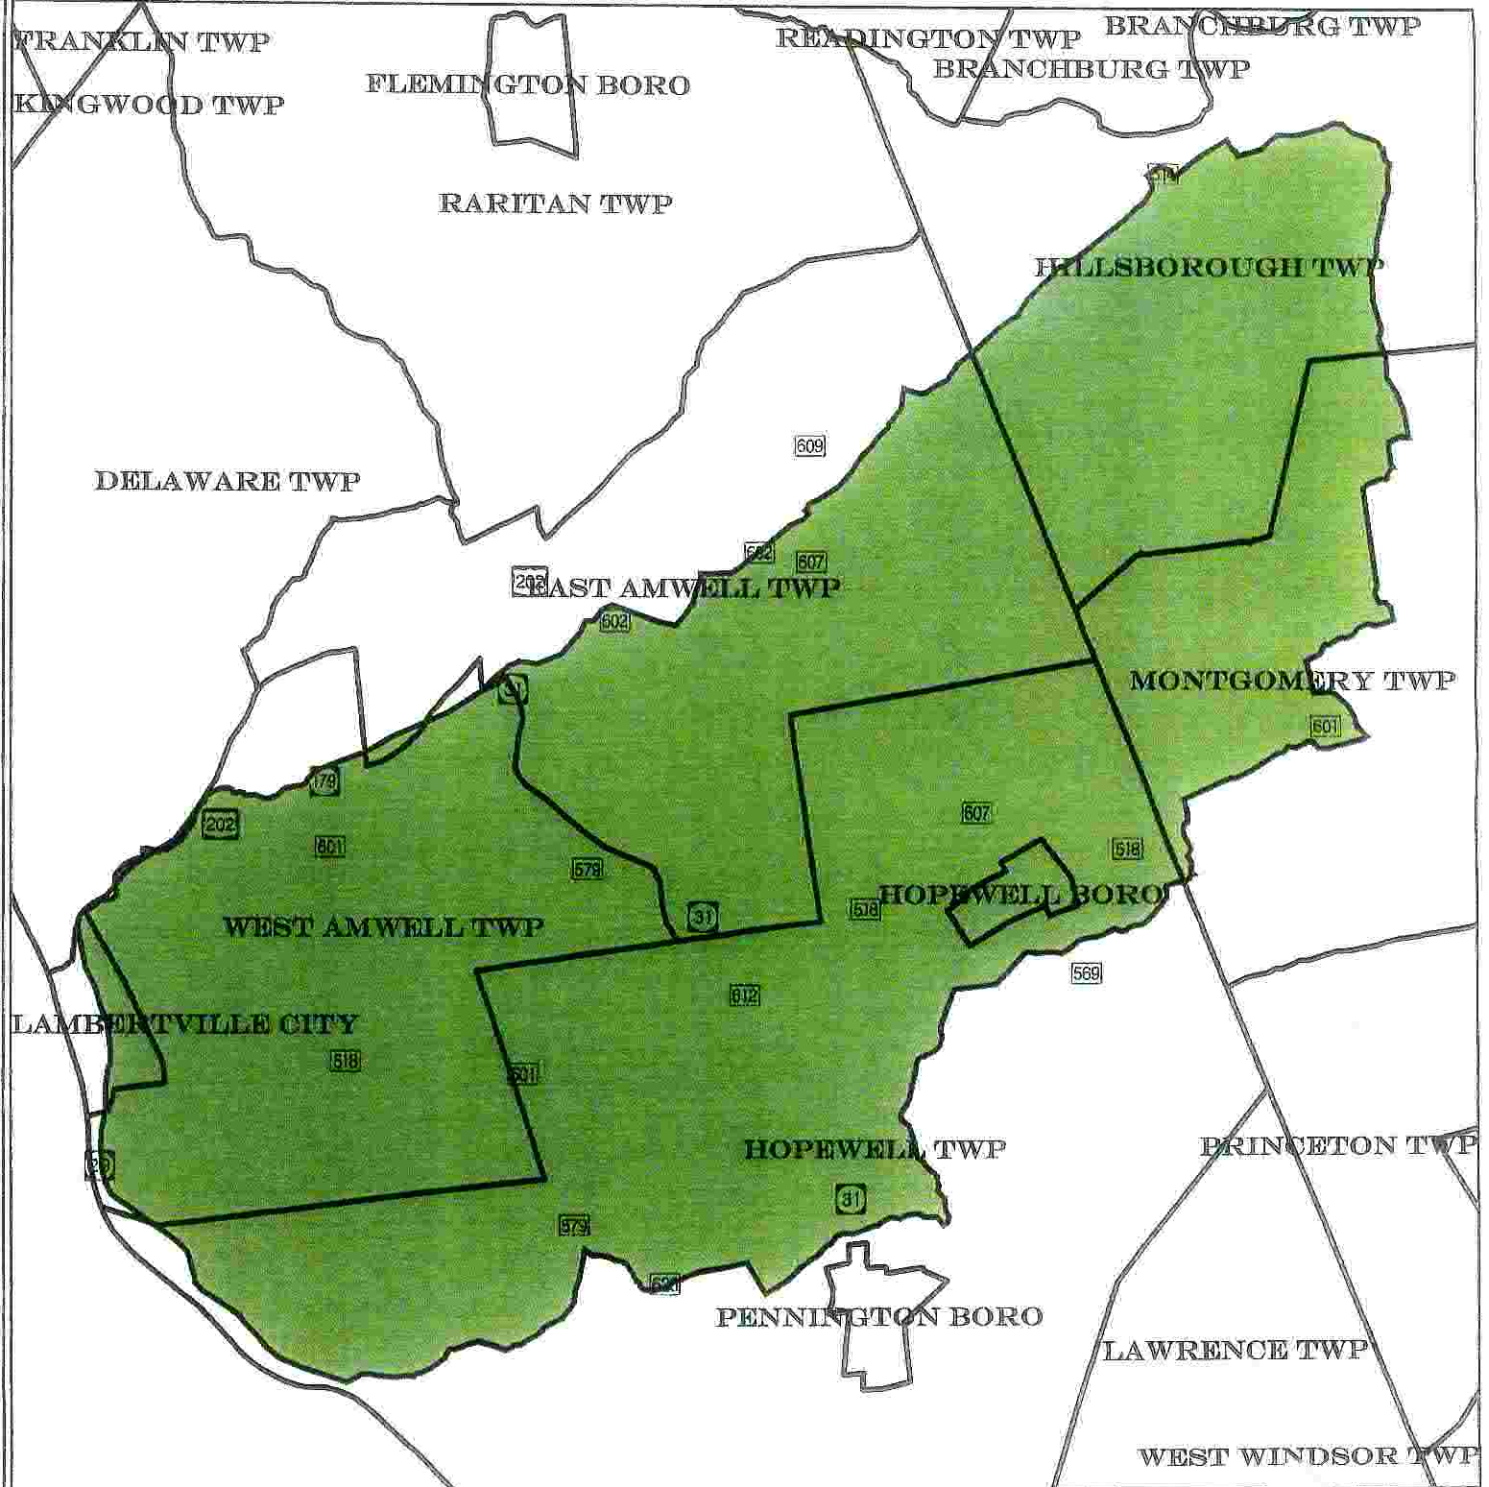 FRANKLIN TWP
READINGTON TWP
BRANCHBURG TWP
BRANCHBURG TWP
FLEMINGTON BORO
KINGWOOD TWP
514
RARITAN TWP
HILLSBOROUGH TWP
609
DELAWARE TWP
602
607
202
EAST AMWELL TWP
602
31
MONTGOMERY TWP
601
179
202
607
601
518
579
HOPEWELL BORO
518
31
WEST AMWELL TWP
569
612
LAMBERTVILLE CITY
518
601
HOPEWELL TWP
PRINCETON TWP
29
31
579
PENNINGTON BORO
LAWRENCE TWP
WEST WINDSOR TWP